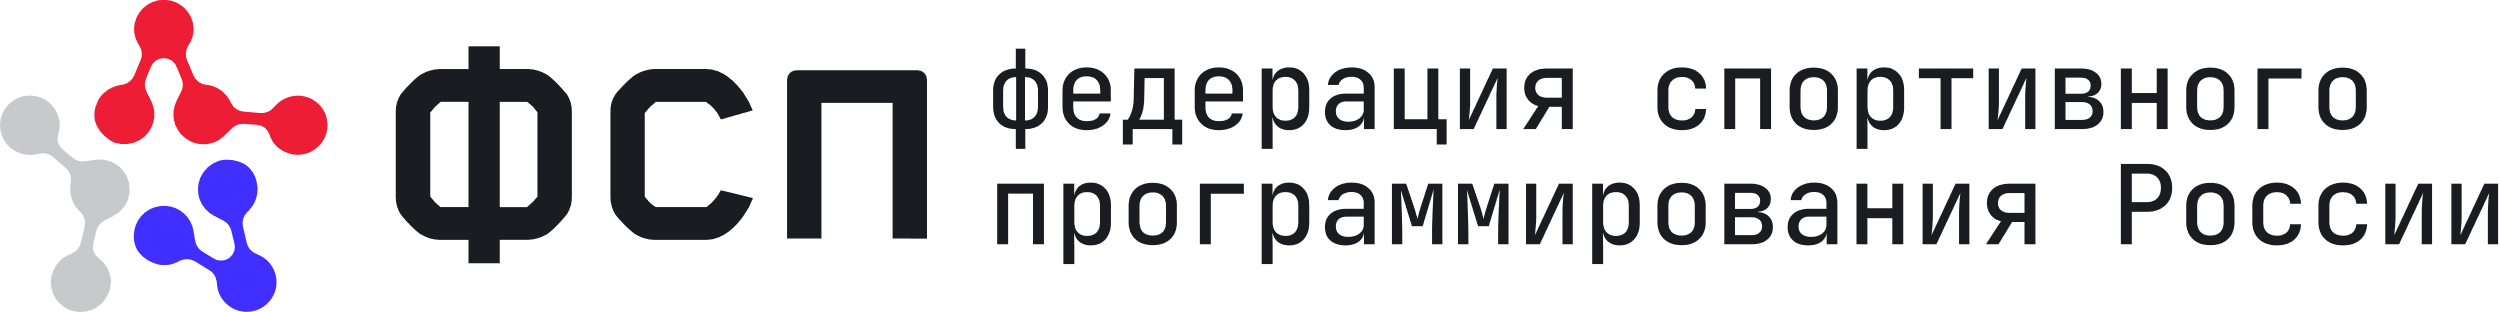 ФСП
Федерация спортивного
программирования России